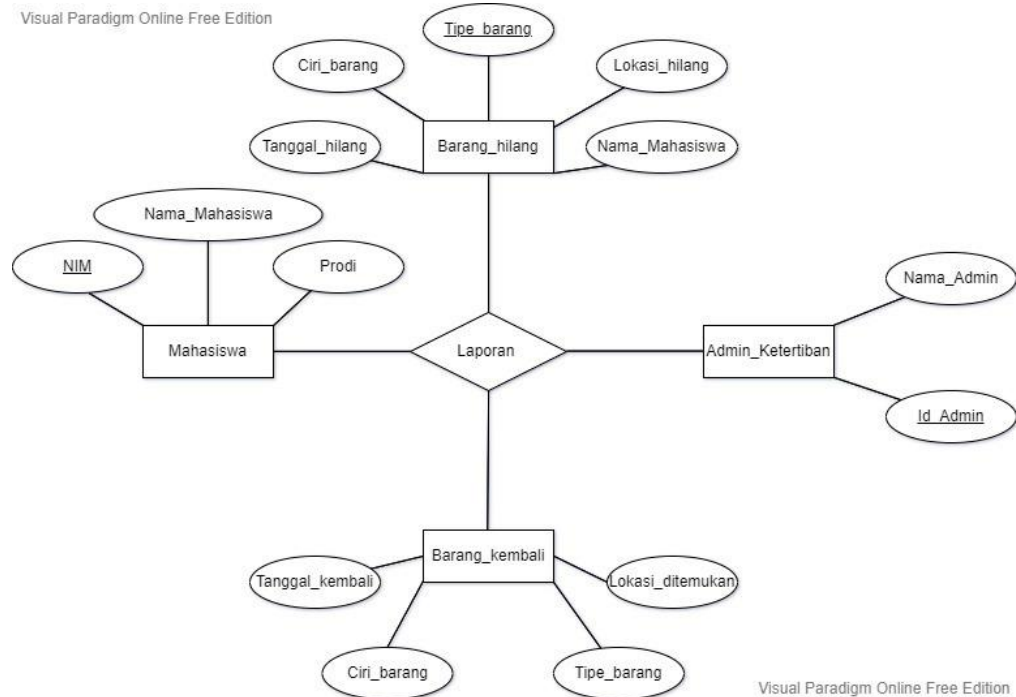 Visual Paradigm Online Free Edition
Tipe_barang
Ciri_barang
Lokasi_hilang
Tanggal_hilang
Barang_hilang
Nama_Mahasiswa
Nama_Mahasiswa
NIM
Prodi
Nama_Admin
Mahasiswa
Laporan
Admin_Ketertiban
Id_Admin
Barang_kembali
Tanggal_kembali
Lokasi_ditemukan
Ciri_barang
Tipe_barang
Visual Paradigm Online Free Edition